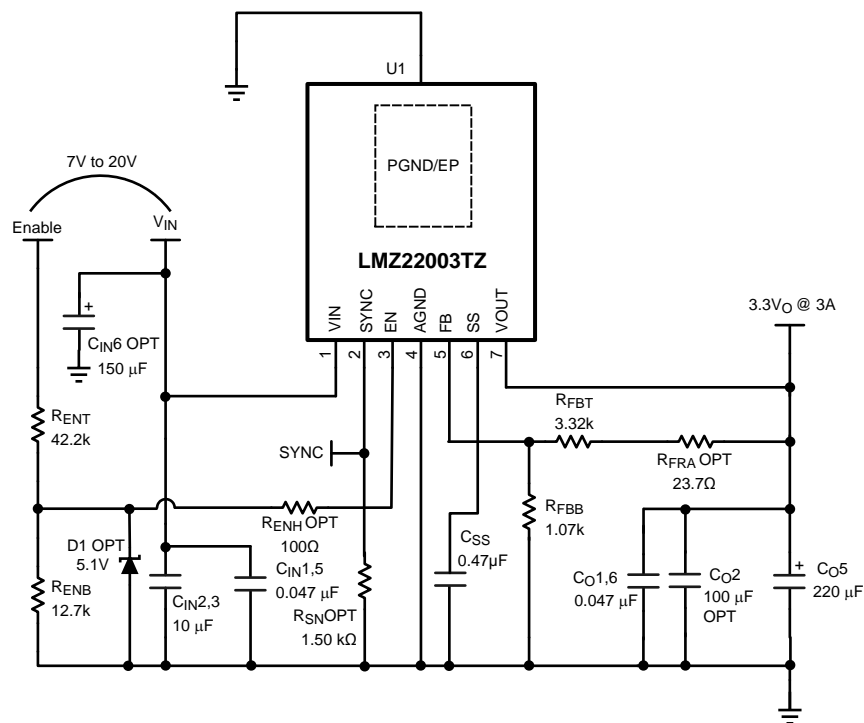 U1
PGND/EP
7V to 20V
Enable
VIN
LMZ22003TZ
VIN
SYNC
EN
AGND
FB
SS
VOUT
1
2
3
4
5
6
7
3.3VO @ 3A
+
CIN6 OPT
150 μF
RENT
42.2k
SYNC
RFBT
3.32k
RFRA OPT
23.7Ω
RENH OPT
100Ω
RFBB
1.07k
D1 OPT
5.1V
CSS
0.47μF
RENB
12.7k
CIN2,3
10 μF
CIN1,5
0.047 μF
RSNOPT
1.50 kΩ
CO1,6
0.047 μF
CO2
100 μF
OPT
+
CO5
220 μF